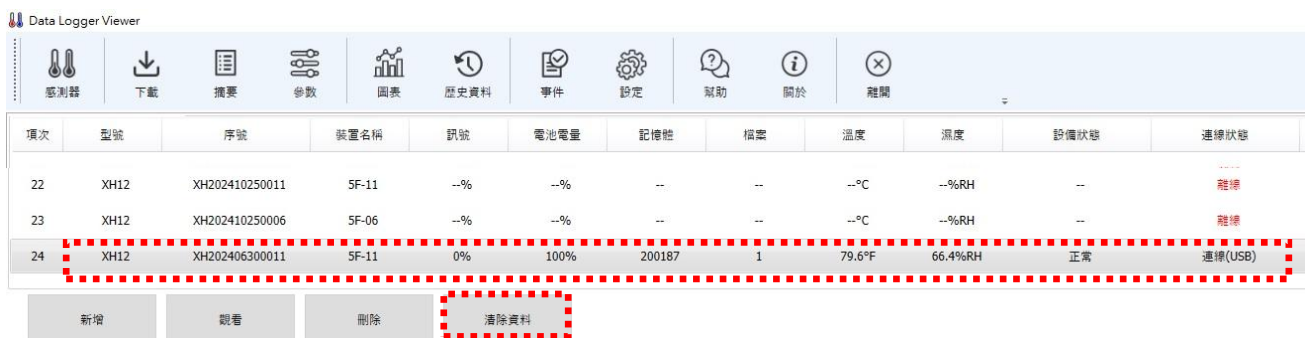 Data Logger Viewer
感測器 下載 摘要 參數 圖表 歷史資料 事件 設定 幫助 關於 離開
項次 型號 序號 裝置名稱 訊號 電池電量 記憶體 檔案 溫度 濕度 設備狀態 連線狀態
22 XH12 XH202410250011 5F-11 --% --% -- -- --°C --%RH -- 離線
23 XH12 XH202410250006 5F-06 --% --% -- -- --°C --%RH 離線
24 XH12 XH202406300011 5F-11 0% 100% 200187 1 79.6°F 66.4%RH 正常 連線(USB)
新增 觀看 刪除 清除資料